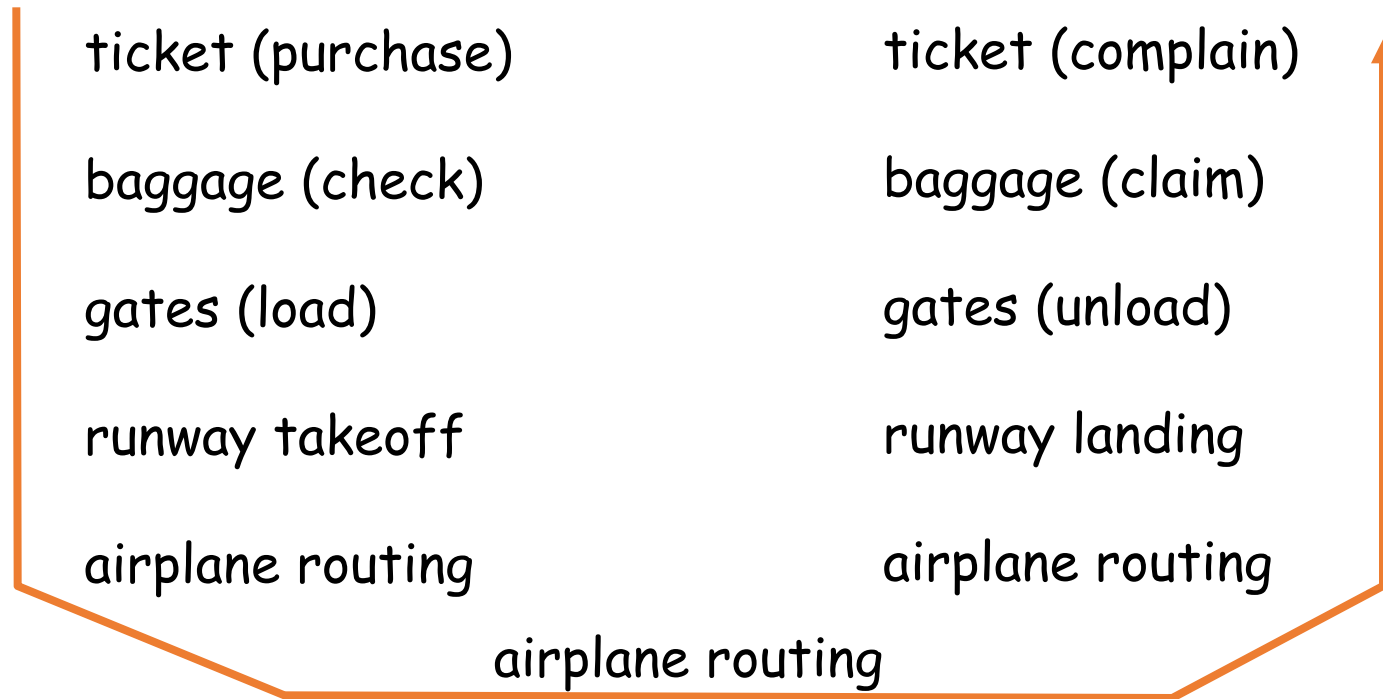 ticket (purchase)
baggage (check)
gates (load)
runway takeoff
airplane routing
ticket (complain)
baggage (claim)
gates (unload)
runway landing
airplane routing
airplane routing